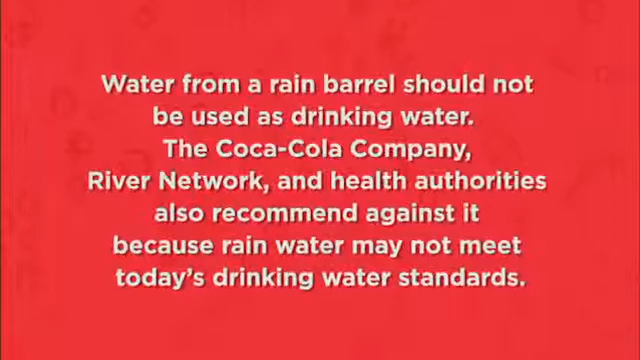 Water from a rain barrel should not
be used as drinking water.
The Coca-Cola Company,
River Network, and health authorities
also recommend against it
because rain water may not meet
today's drinking water standards.